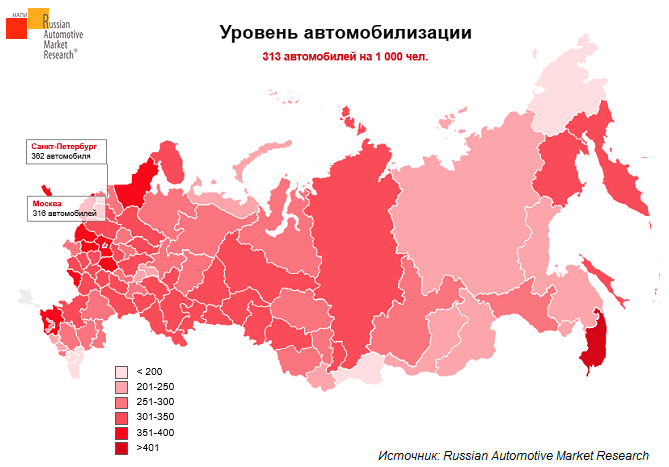 НАПИ
Russian
Automotive
Market
Research®
Уровень автомобилизации
313 автомобилей на 1 000 чел.
Санкт-Петербург
362 автомобиля
Москва
316 автомобилей
< 200
201-250
251-300
301-350
351-400
>401
Источник: Russian Automotive Market Research